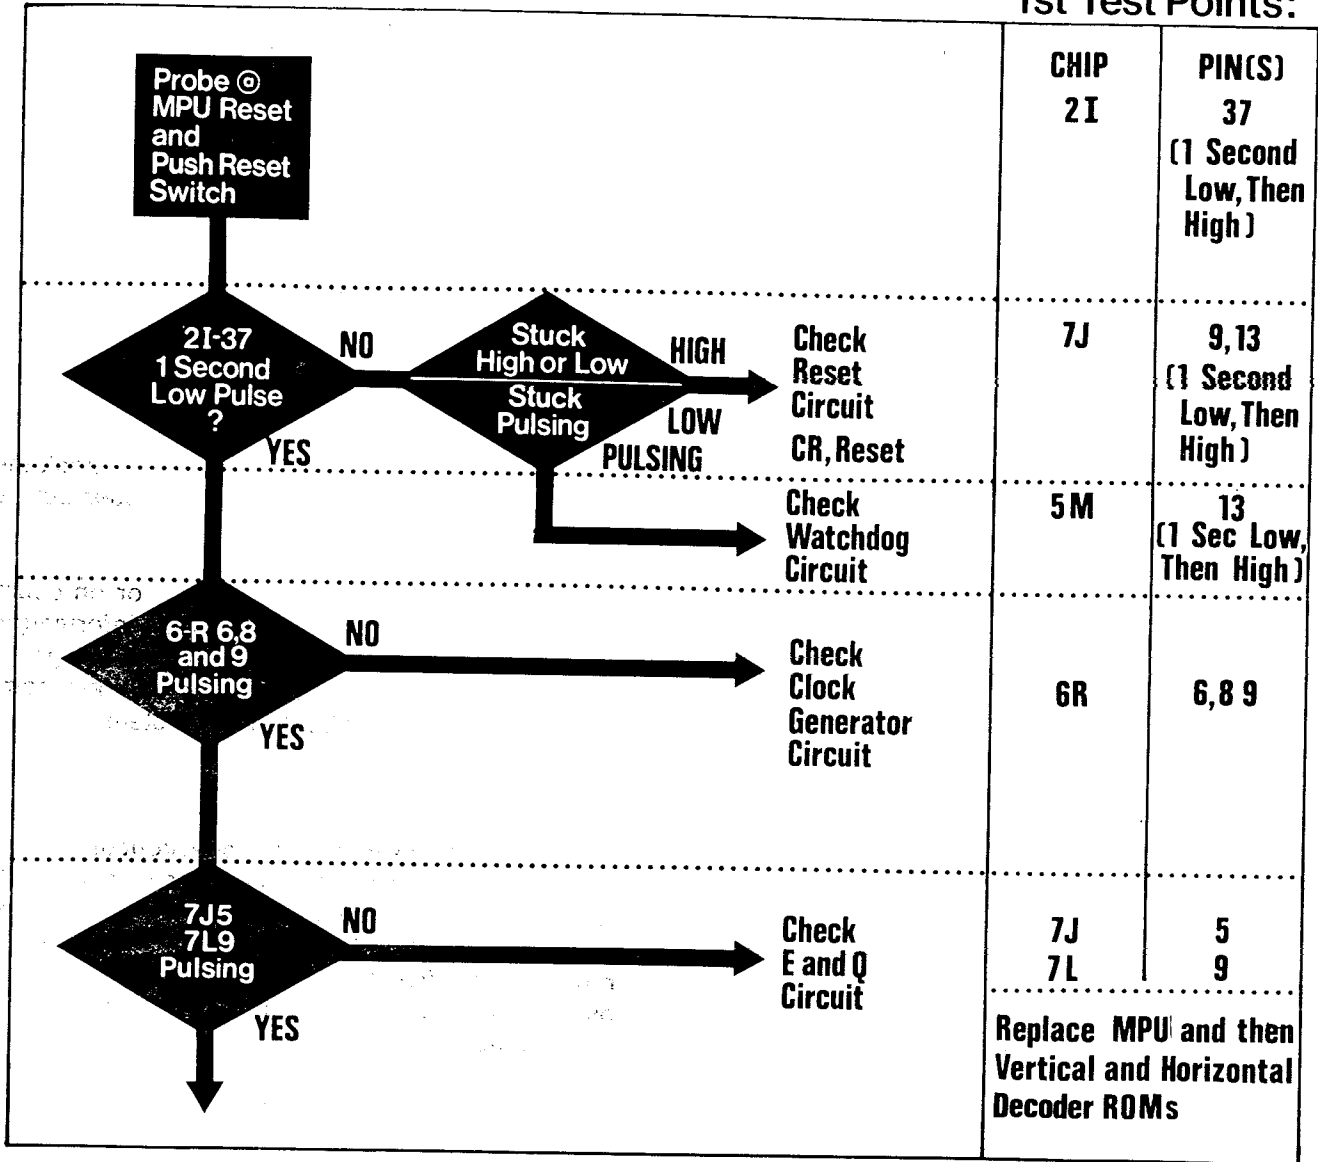 1st Test Points:
Probe ⓐ
MPU Reset
and
Push Reset
Switch
CHIP
PIN(S)
2I
37
(1 Second
Low, Then
High)
2I-37
1 Second
Low Pulse
?
NO
YES
Stuck
High or Low
Stuck
Pulsing
HIGH
LOW
PULSING
Check
Reset
Circuit
CR, Reset
7J
9,13
(1 Second
Low, Then
High)
Check
Watchdog
Circuit
5M
13
(1 Sec Low,
Then High)
6-R 6,8
and 9
Pulsing
NO
YES
Check
Clock
Generator
Circuit
6R
6,8 9
7J5
7L9
Pulsing
NO
YES
Check
E and Q
Circuit
7J
5
7L
9
Replace MPU and then
Vertical and Horizontal
Decoder ROMs